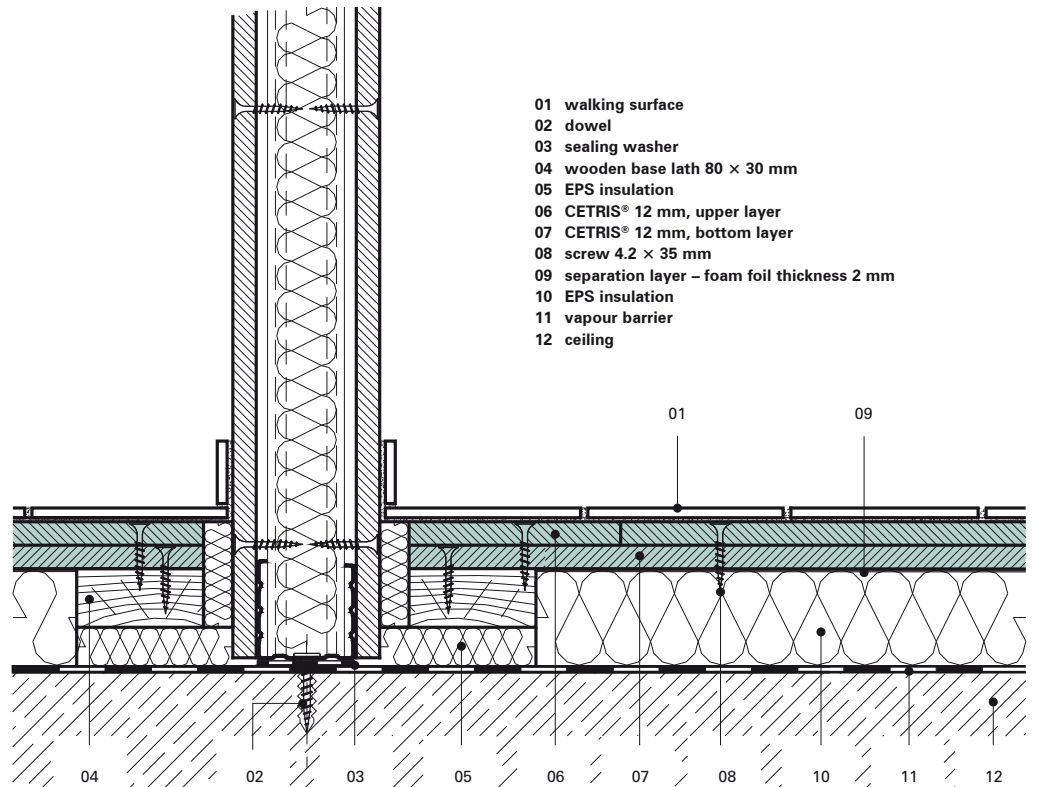 01 walking surface
02 dowel
03 sealing washer
04 wooden base lath 80 × 30 mm
05 EPS insulation
06 CETRIS® 12 mm, upper layer
07 CETRIS® 12 mm, bottom layer
08 screw 4.2 × 35 mm
09 separation layer – foam foil thickness 2 mm
10 EPS insulation
11 vapour barrier
12 ceiling
01 09
04 02 03 05 06 07 08 10 11 12